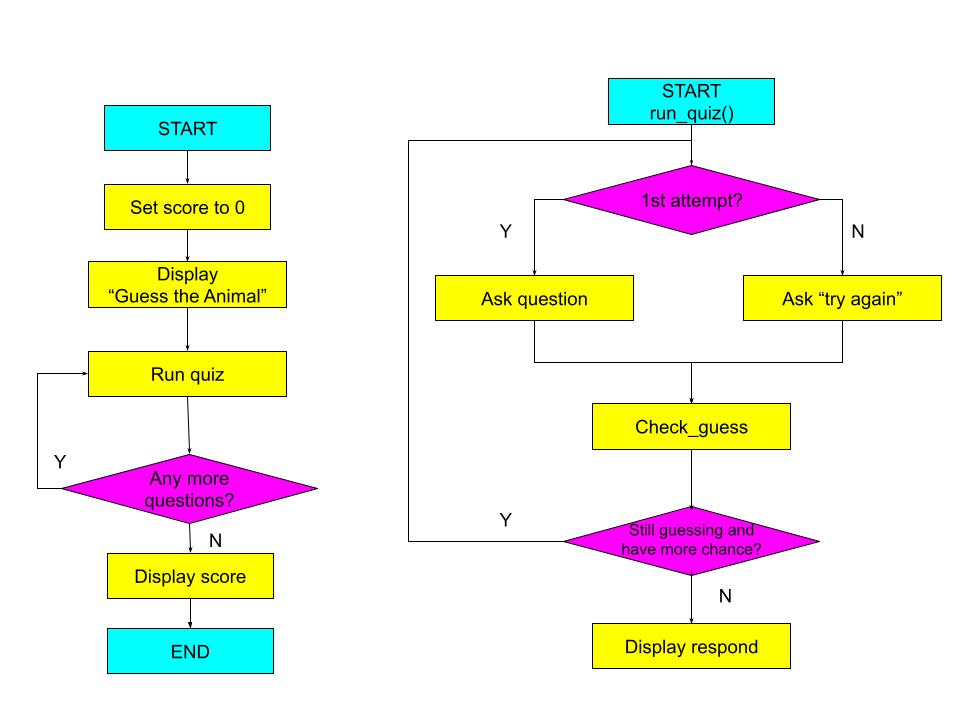 START
Set score to 0
Display
“Guess the Animal”
Run quiz
Y
Any more
questions?
N
Display score
END
START
run_quiz()
1st attempt?
Y
N
Ask question
Ask “try again”
Check_guess
Y
Still guessing and
have more chance?
N
Display respond